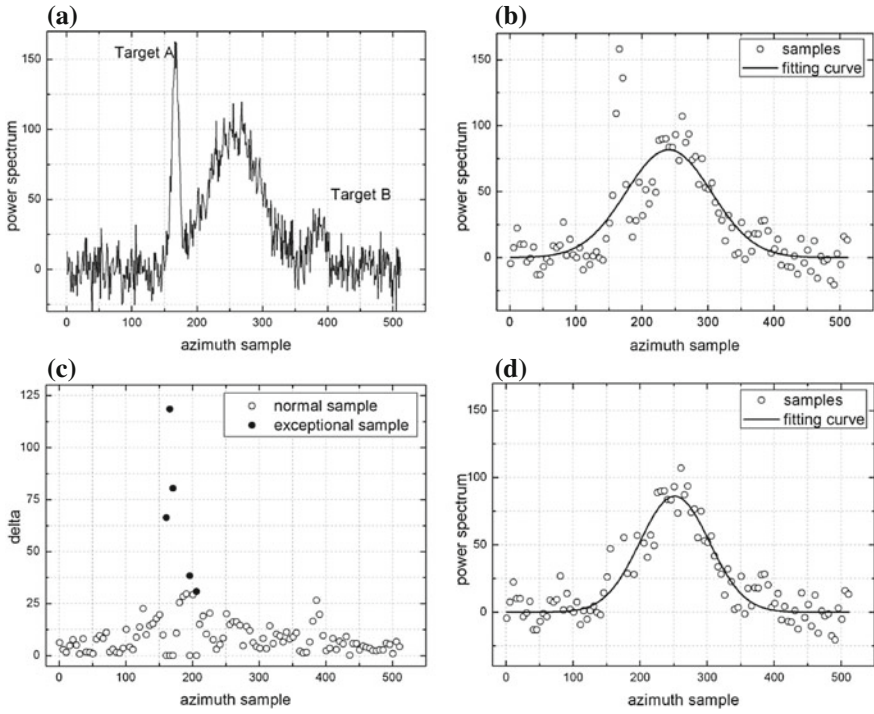 (a)
Target A
Target B
power spectrum
150
100
50
0
0 100 200 300 400 500
azimuth sample
(b)
samples
fitting curve
power spectrum
150
100
50
0
0 100 200 300 400 500
azimuth sample
(c)
normal sample
exceptional sample
delta
125
100
75
50
25
0
0 100 200 300 400 500
azimuth sample
(d)
samples
fitting curve
power spectrum
150
100
50
0
0 100 200 300 400 500
azimuth sample